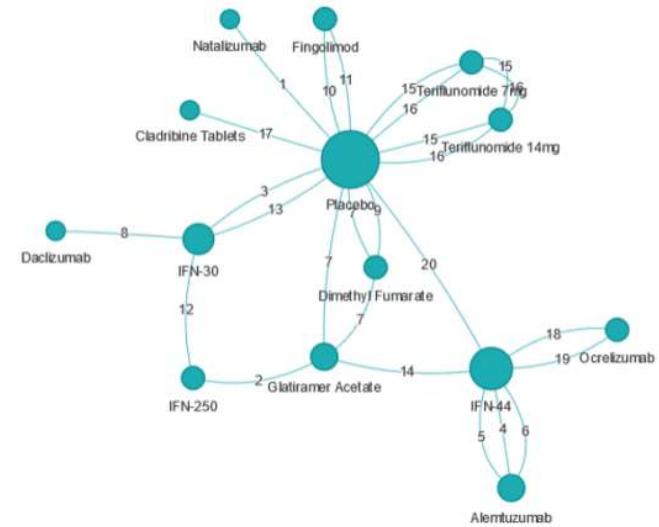 Natalizumab
Fingolimod
1
10
11
15
Teriflunomide 7mg
15
16
16
Cladribine Tablets
17
15
Teriflunomide 14mg
16
3
13
Placebo
7
9
Daclizumab
8
IFN-30
7
20
Dimethyl Fumarate
12
7
18
19
Ocrelizumab
IFN-250
2
Glatiramer Acetate
14
IFN-44
5
4
6
Alemtuzumab